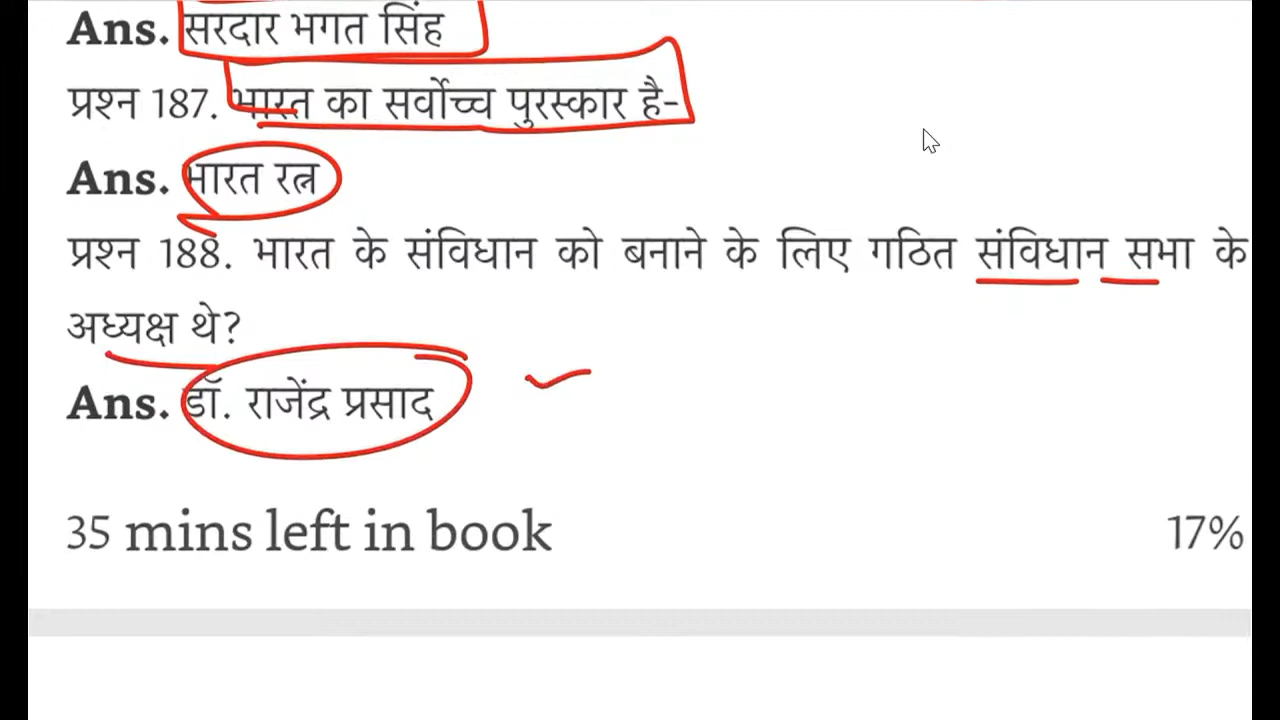 Ans. सरदार भगत सिंह
प्रश्न 187. भारत का सर्वोच्च पुरस्कार है-
Ans. भारत रत्न
प्रश्न 188. भारत के संविधान को बनाने के लिए गठित संविधान सभा के
अध्यक्ष थे?
Ans. डॉ. राजेंद्र प्रसाद
35 mins left in book 17%